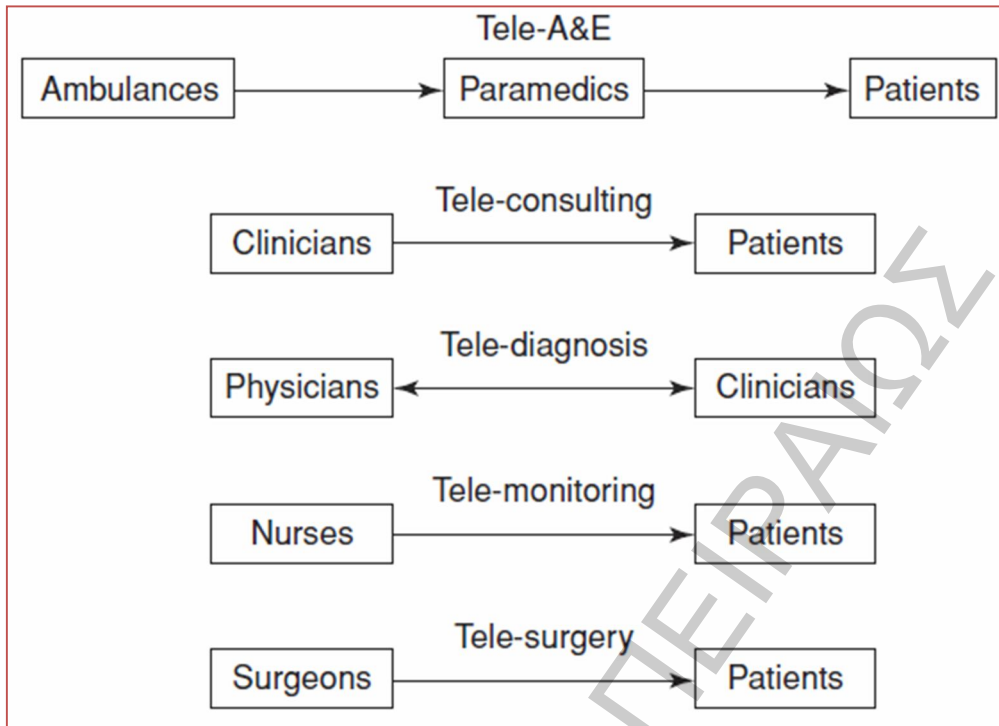 Tele-A&E
Ambulances Paramedics Patients
Tele-consulting
Clinicians Patients
Tele-diagnosis
Physicians Clinicians
Tele-monitoring
Nurses Patients
Tele-surgery
Surgeons Patients
ΠΕΙΡΑΙΩΣ